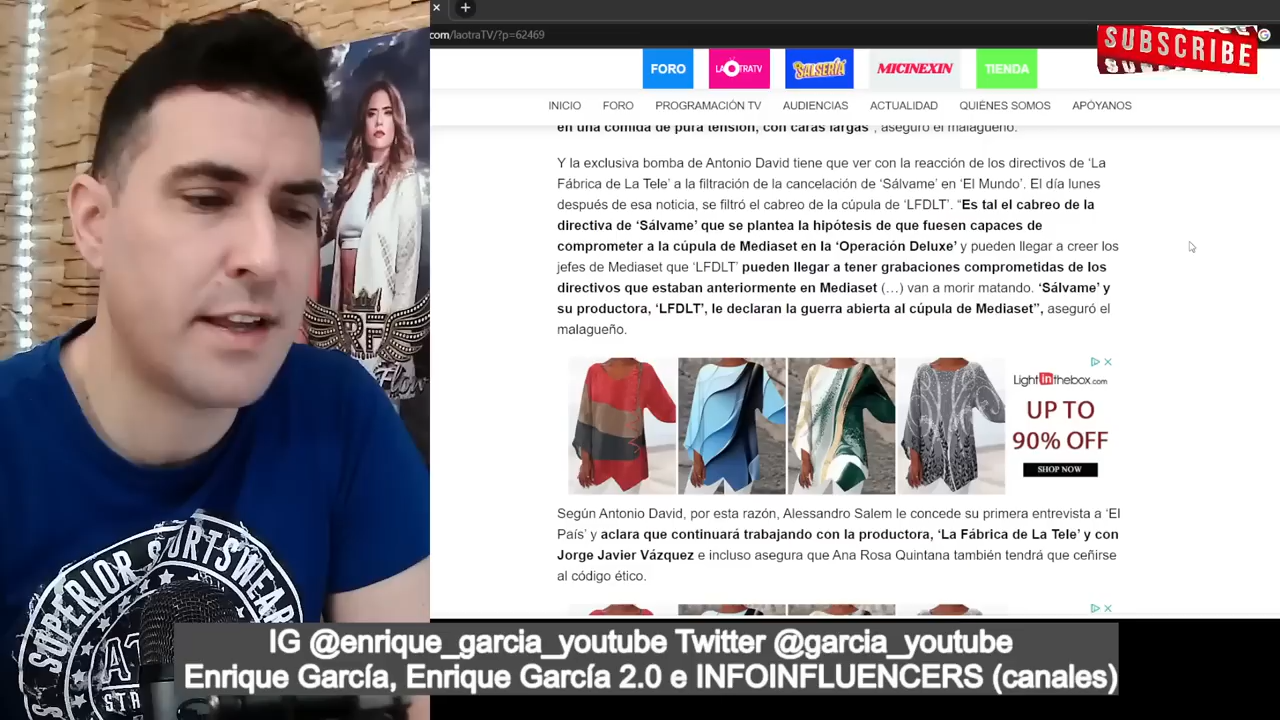 com/laotraTV/?p=62469
SUBSCRIBE
FORO
LAOTRATV
SALSERÍA
MICINEXIN
TIENDA
INICIO FORO PROGRAMACIÓN TV AUDIENCIAS ACTUALIDAD QUIÉNES SOMOS APÓYANOS
en una comida de pura tensión, con caras largas”, aseguró el malagueño.
Y la exclusiva bomba de Antonio David tiene que ver con la reacción de los directivos de ‘La
Fábrica de La Tele’ a la filtración de la cancelación de ‘Sálvame’ en ‘El Mundo’. El día lunes
después de esa noticia, se filtró el cabreo de la cúpula de ‘LFDLT’. “Es tal el cabreo de la
directiva de ‘Sálvame’ que se plantea la hipótesis de que fuesen capaces de
comprometer a la cúpula de Mediaset en la ‘Operación Deluxe’ y pueden llegar a creer los
jefes de Mediaset que ‘LFDLT’ pueden llegar a tener grabaciones comprometidas de los
directivos que estaban anteriormente en Mediaset (…) van a morir matando. ‘Sálvame’ y
su productora, ‘LFDLT’, le declaran la guerra abierta al cúpula de Mediaset”, aseguró el
malagueño.
LightInthebox.com
UP TO
90% OFF
SHOP NOW
Según Antonio David, por esta razón, Alessandro Salem le concede su primera entrevista a ‘El
País’ y aclara que continuará trabajando con la productora, ‘La Fábrica de La Tele’ y con
Jorge Javier Vázquez e incluso asegura que Ana Rosa Quintana también tendrá que ceñirse
al código ético.
RF
Flow
SUPERIOR SPORTSWEAR
IG @enrique_garcia_youtube Twitter @garcia_youtube
Enrique García, Enrique García 2.0 e INFOINFLUENCERS (canales)